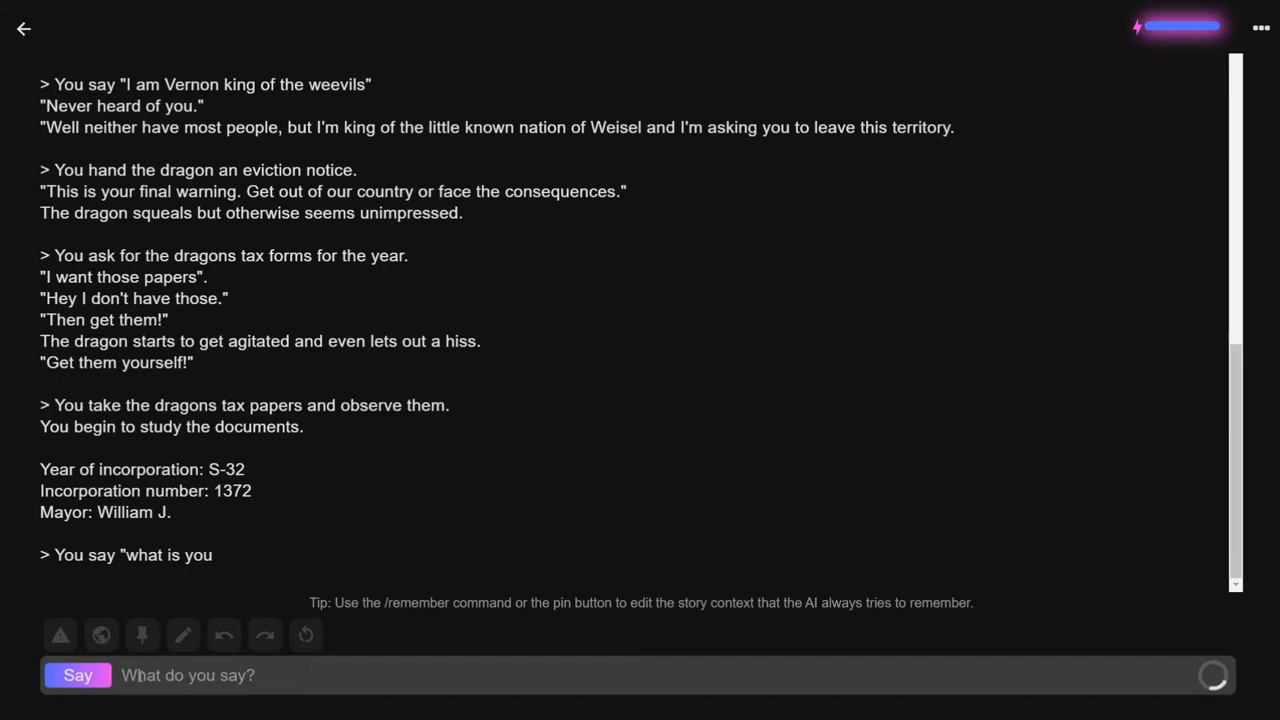 > You say "I am Vernon king of the weevils"
"Never heard of you."
"Well neither have most people, but I'm king of the little known nation of Weisel and I'm asking you to leave this territory.
> You hand the dragon an eviction notice.
"This is your final warning. Get out of our country or face the consequences."
The dragon squeals but otherwise seems unimpressed.
> You ask for the dragons tax forms for the year.
"I want those papers".
"Hey I don't have those."
"Then get them!"
The dragon starts to get agitated and even lets out a hiss.
"Get them yourself!"
> You take the dragons tax papers and observe them.
You begin to study the documents.
Year of incorporation: S-32
Incorporation number: 1372
Mayor: William J.
> You say "what is you
Tip: Use the /remember command or the pin button to edit the story context that the AI always tries to remember.
Say What do you say?